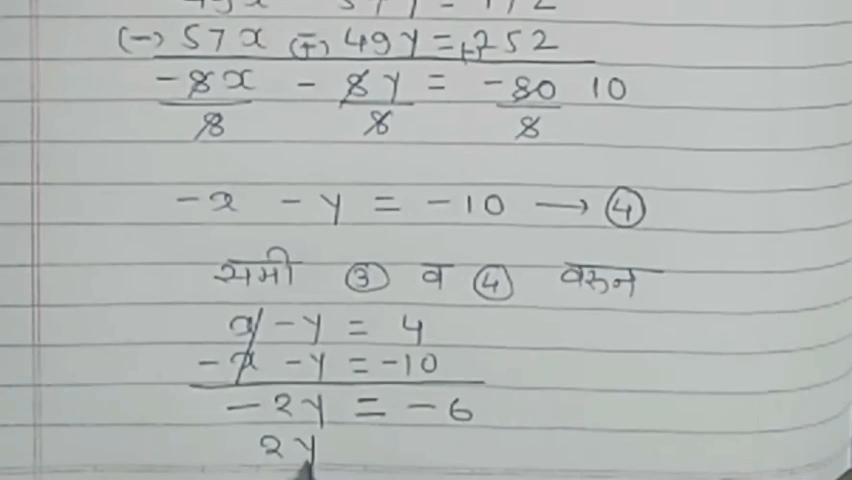 (-) 57x (-+) 49y = +252
-8x/8 - 8y/8 = -80/8 10
-x - y = -10 → ④
समी ③ व ④ वरून
x - y = 4
-x - y = -10
-2y = -6
2y